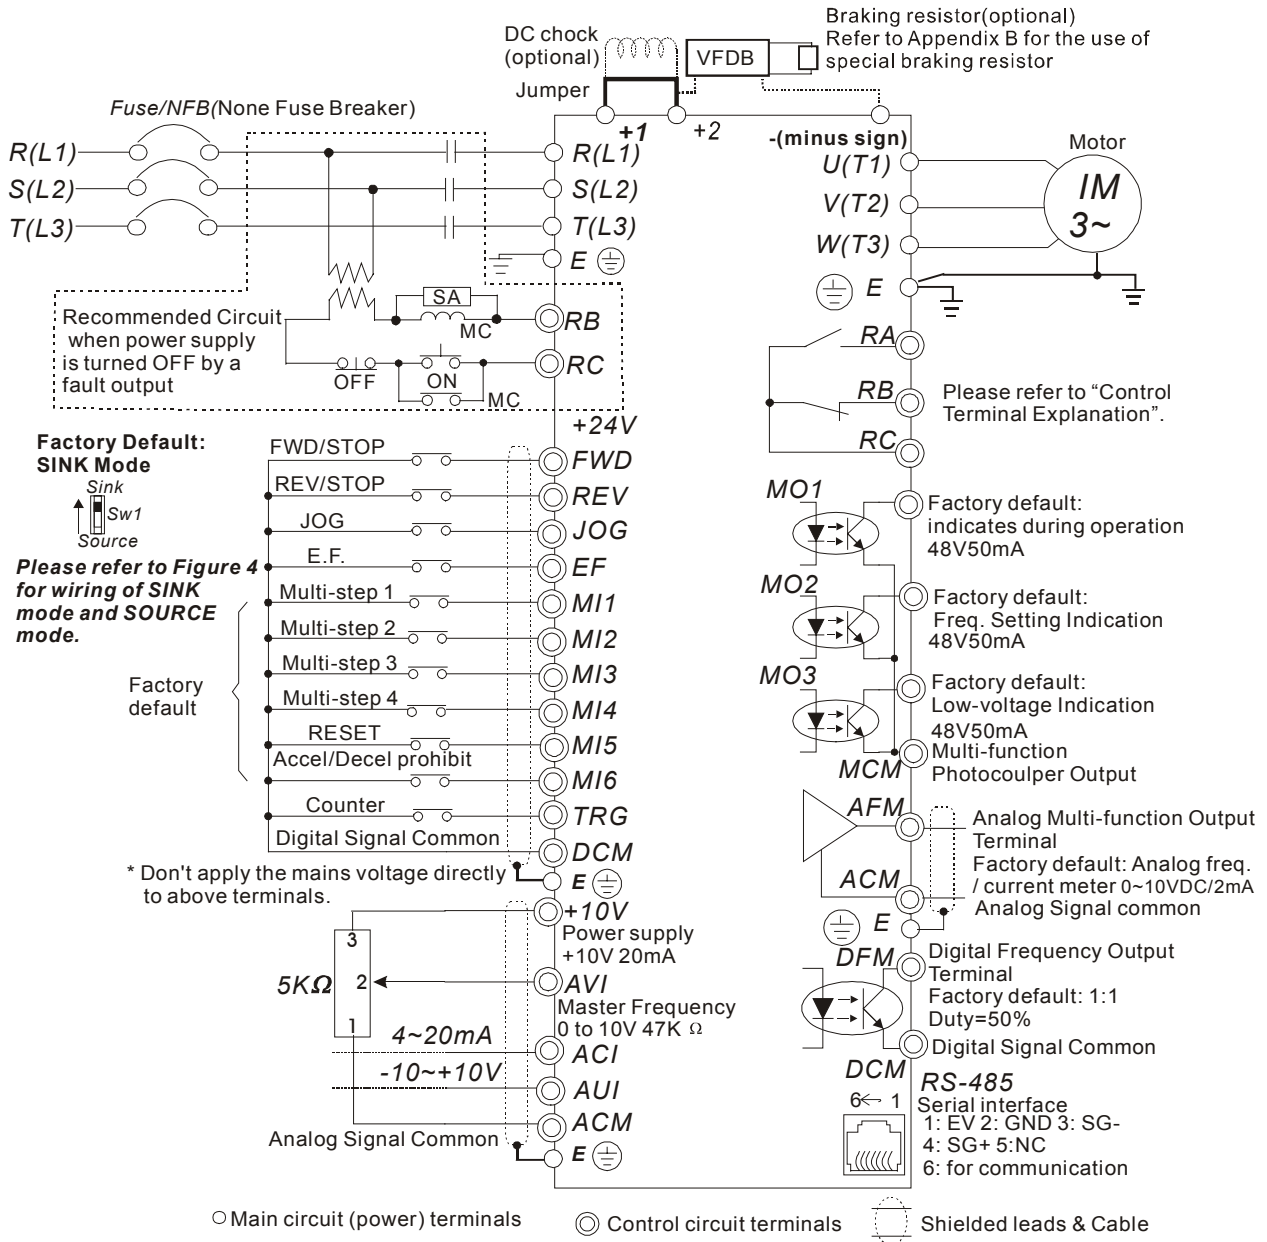 DC chock
(optional)
Jumper
VFDB
Braking resistor(optional)
Refer to Appendix B for the use of
special braking resistor
+1
+2
-(minus sign)
Fuse/NFB(None Fuse Breaker)
R(L1)
S(L2)
T(L3)
R(L1)
S(L2)
T(L3)
E
Recommended Circuit
when power supply
is turned OFF by a
fault output
SA
MC
OFF
ON
MC
RB
RC
+24V
Factory Default:
SINK Mode
Sink
Sw1
Source
Please refer to Figure 4
for wiring of SINK
mode and SOURCE
mode.
Factory
default
FWD/STOP
FWD
REV/STOP
REV
JOG
JOG
E.F.
EF
Multi-step 1
MI1
Multi-step 2
MI2
Multi-step 3
MI3
Multi-step 4
MI4
RESET
MI5
Accel/Decel prohibit
MI6
Counter
TRG
Digital Signal Common
DCM
* Don't apply the mains voltage directly
to above terminals.
E
+10V
Power supply
+10V 20mA
3
5KΩ
2
1
AVI
Master Frequency
0 to 10V 47K Ω
4~20mA
ACI
-10~+10V
AUI
ACM
Analog Signal Common
E
U(T1)
V(T2)
W(T3)
E
Motor
IM
3~
RA
RB
RC
Please refer to “Control
Terminal Explanation”.
MO1
Factory default:
indicates during operation
48V50mA
MO2
Factory default:
Freq. Setting Indication
48V50mA
MO3
Factory default:
Low-voltage Indication
48V50mA
MCM
Multi-function
Photocoulper Output
AFM
Analog Multi-function Output
Terminal
Factory default: Analog freq.
/ current meter 0~10VDC/2mA
ACM
Analog Signal common
E
DFM
Digital Frequency Output
Terminal
Factory default: 1:1
Duty=50%
Digital Signal Common
DCM
RS-485
Serial interface
6← 1
1: EV 2: GND 3: SG-
4: SG+ 5:NC
6: for communication
Main circuit (power) terminals
Control circuit terminals
Shielded leads & Cable